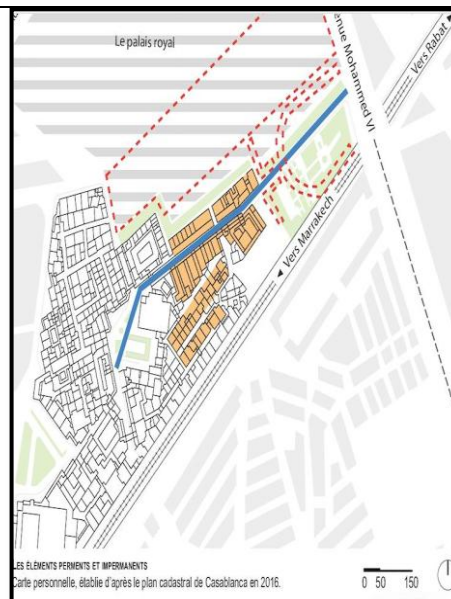 Le palais royal
enue Mohammed VI
Vers Rabat
Vers Marrakech
LES ÉLÉMENTS PERMENTS ET IMPERMANENTS
Carte personnelle, établie d'après le plan cadastral de Casablanca en 2016.
0 50 150